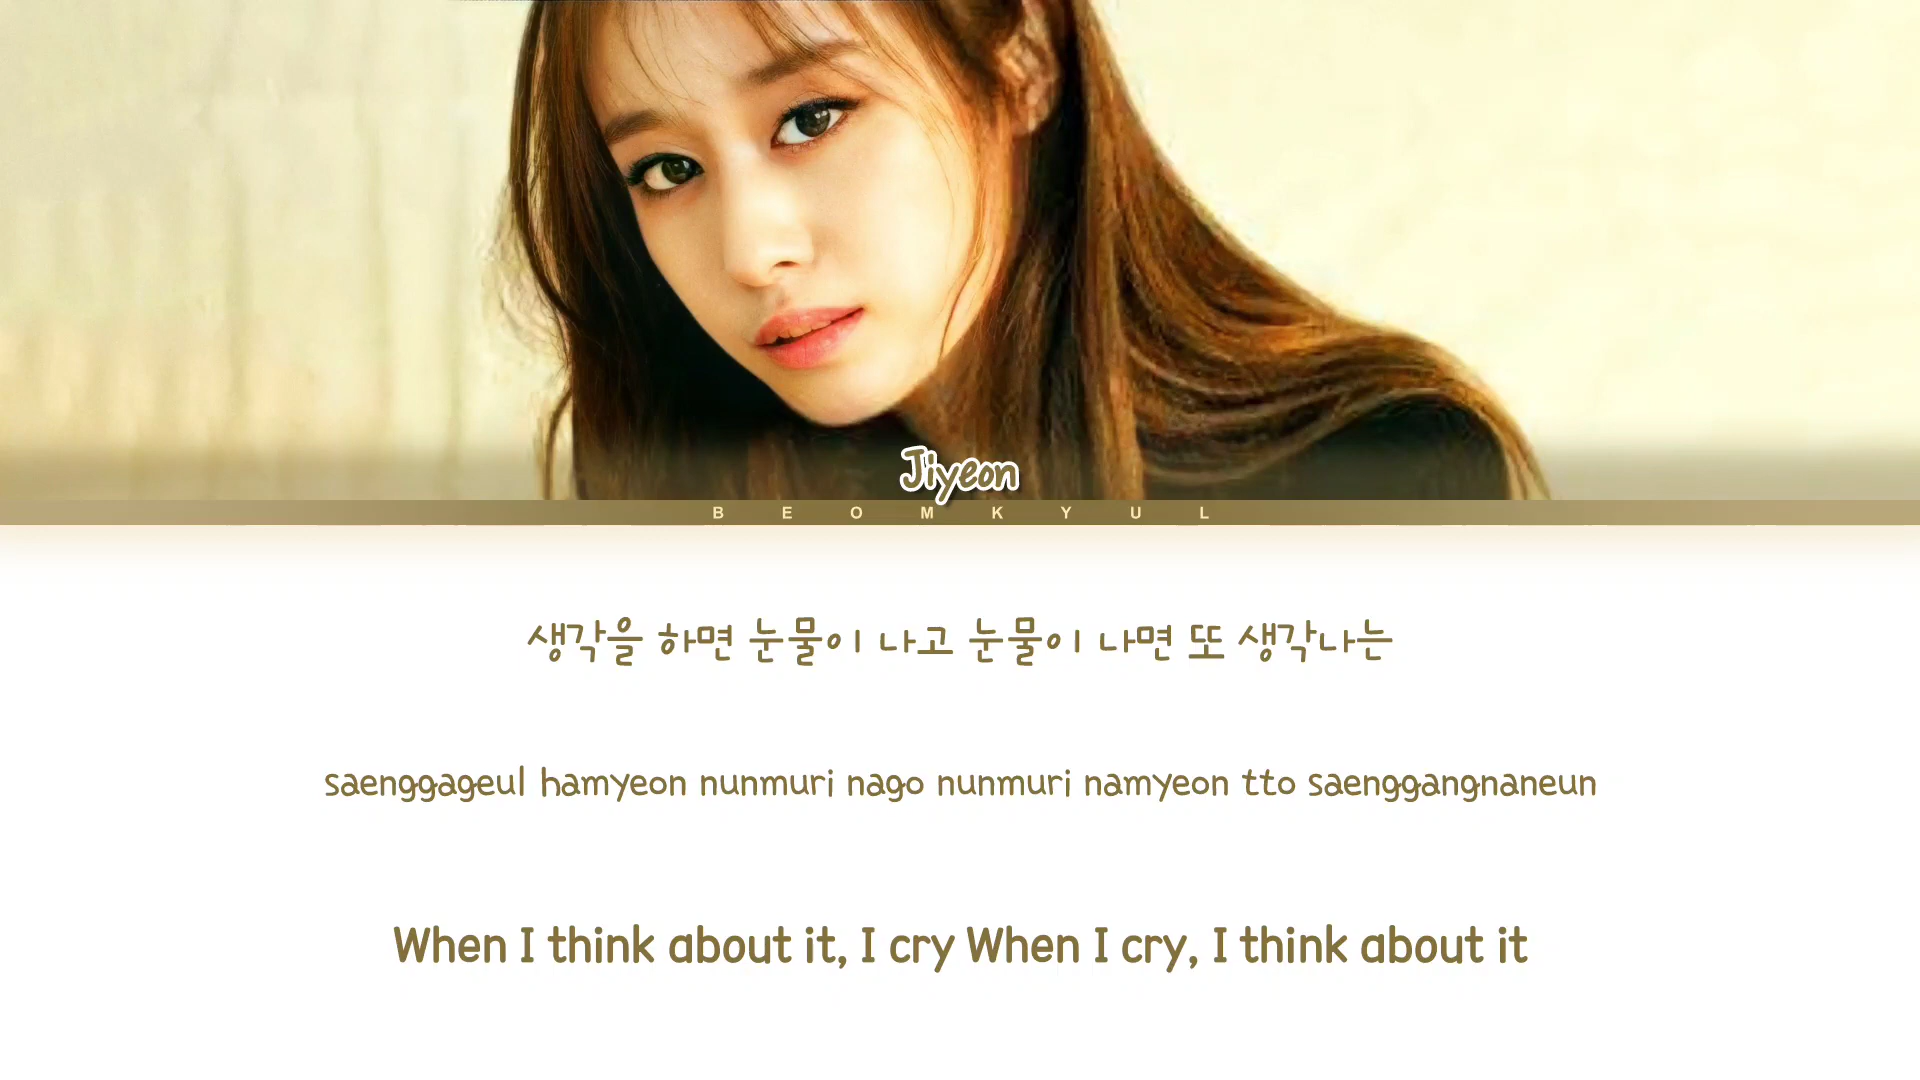 Jiyeon
B E O M K Y U L
생각을 하면 눈물이 나고 눈물이 나면 또 생각나는
saenggageul hamyeon nunmuri nago nunmuri namyeon tto saenggangnaneun
When I think about it, I cry When I cry, I think about it